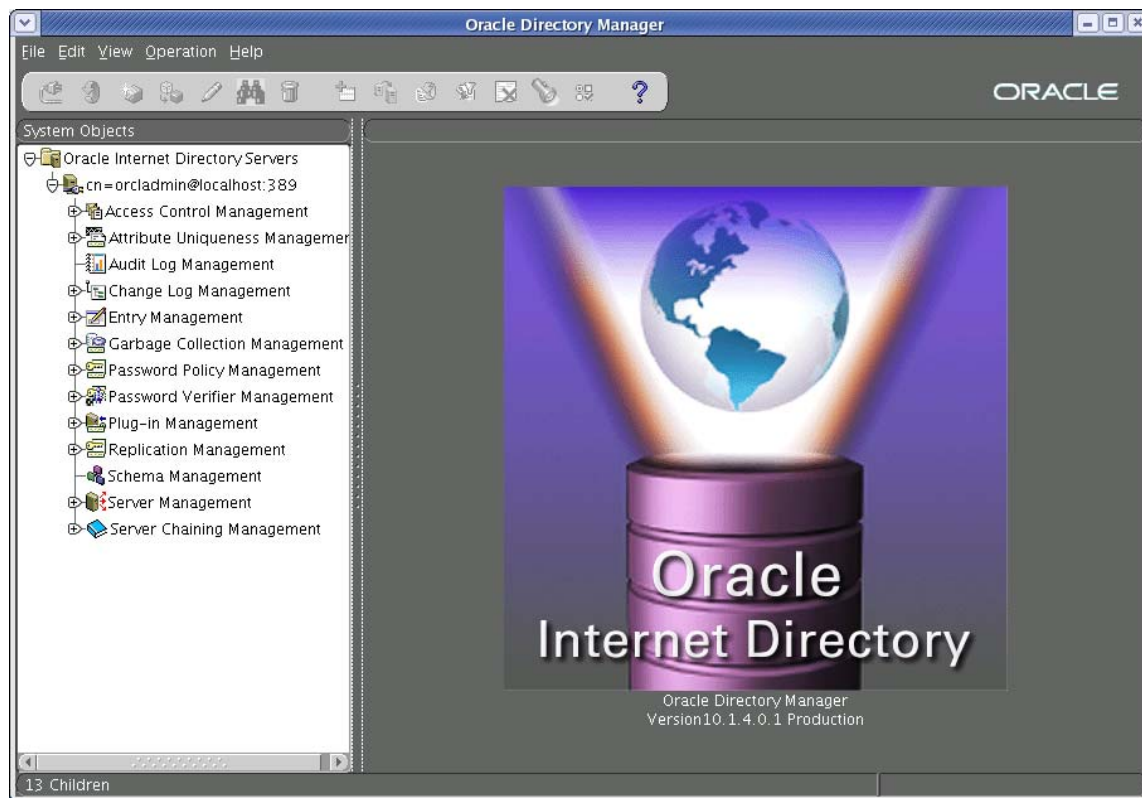 Oracle Directory Manager
File Edit View Operation Help
ORACLE
System Objects
Oracle Internet Directory Servers
cn=orcladmin@localhost:389
Access Control Management
Attribute Uniqueness Managemer
Audit Log Management
Change Log Management
Entry Management
Garbage Collection Management
Password Policy Management
Password Verifier Management
Plug-in Management
Replication Management
Schema Management
Server Management
Server Chaining Management
Oracle
Internet Directory
Oracle Directory Manager
Version10.1.4.0.1 Production
13 Children